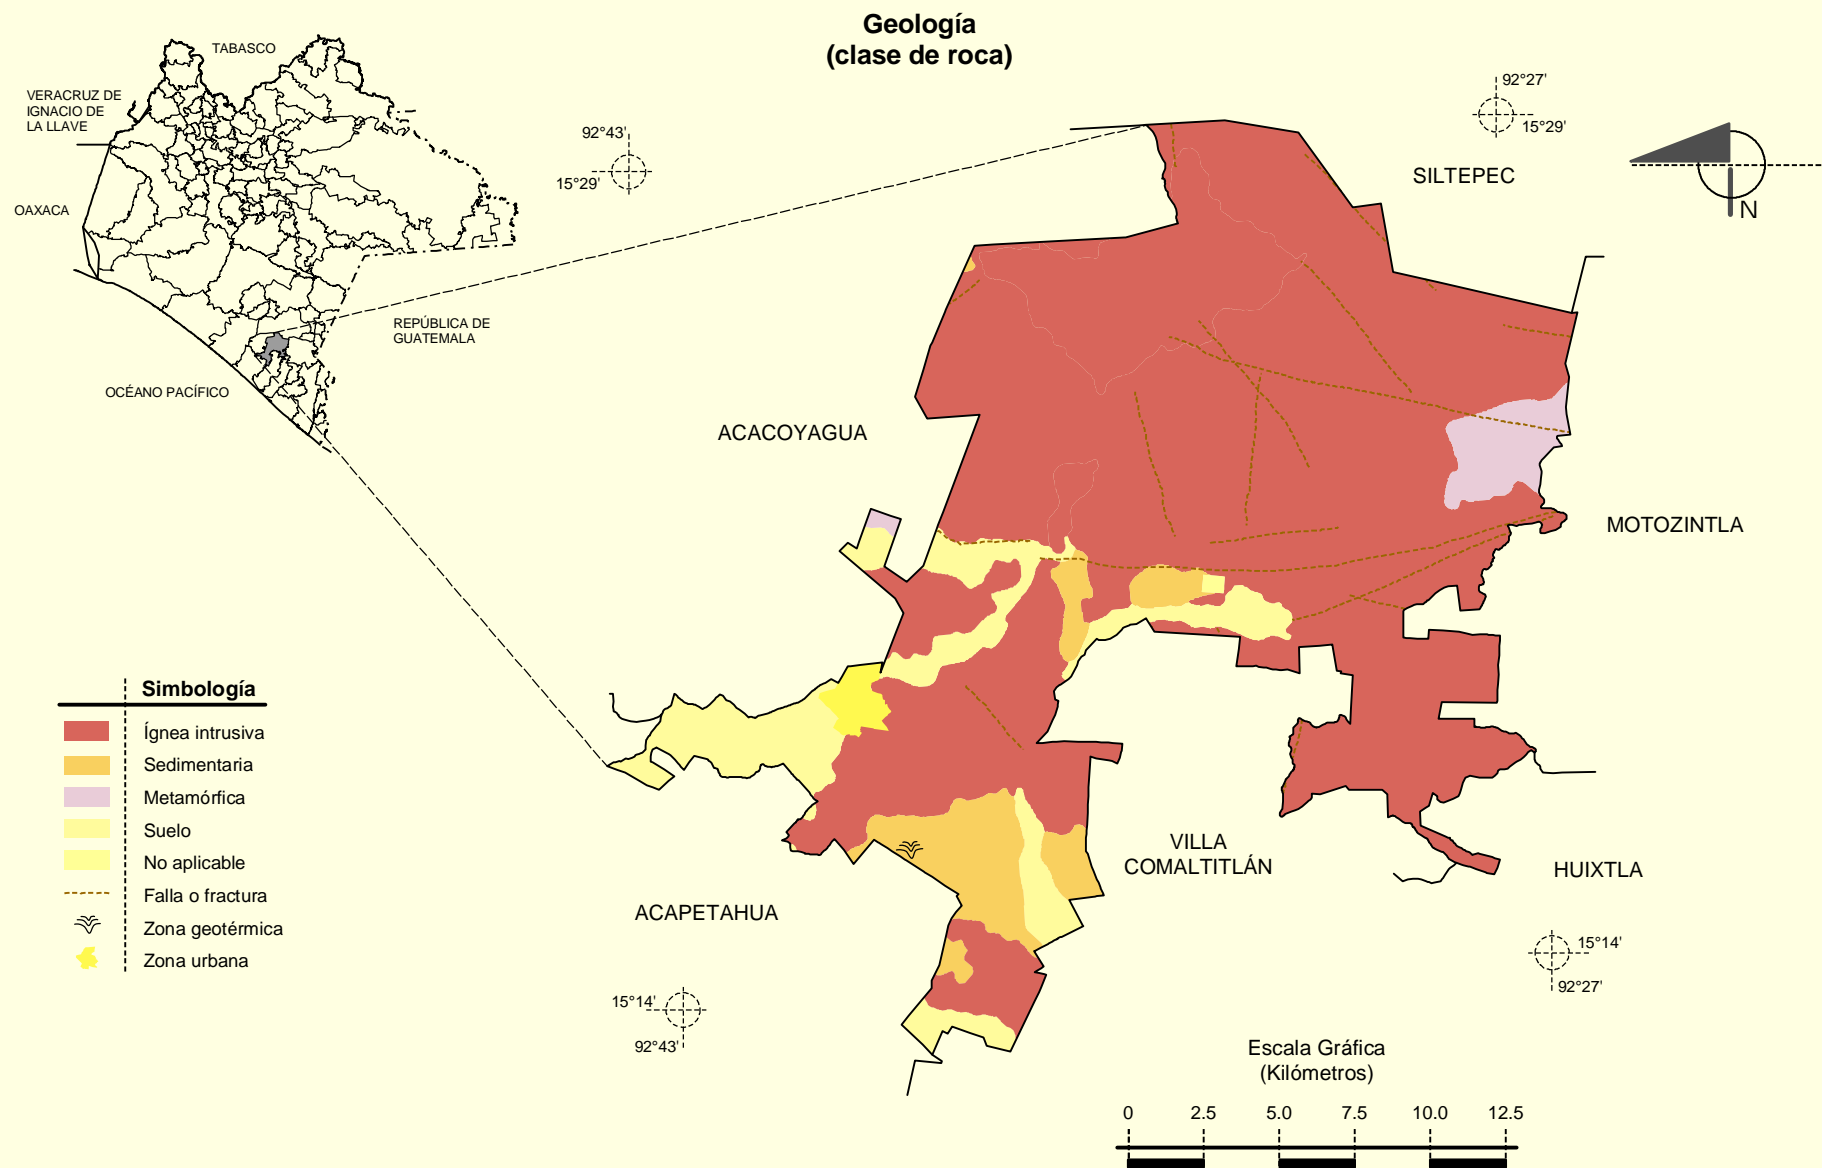 Geología
(clase de roca)
TABASCO
VERACRUZ DE
IGNACIO DE
LA LLAVE
OAXACA
REPÚBLICA DE
GUATEMALA
OCÉANO PACÍFICO
92°43'
15°29'
92°27'
15°29'
SILTEPEC
N
ACACOYAGUA
MOTOZINTLA
Simbología
Ígnea intrusiva
Sedimentaria
Metamórfica
Suelo
No aplicable
Falla o fractura
Zona geotérmica
Zona urbana
VILLA
COMALTITLÁN
HUIXTLA
ACAPETAHUA
15°14'
92°43'
15°14'
92°27'
Escala Gráfica
(Kilómetros)
0 2.5 5.0 7.5 10.0 12.5